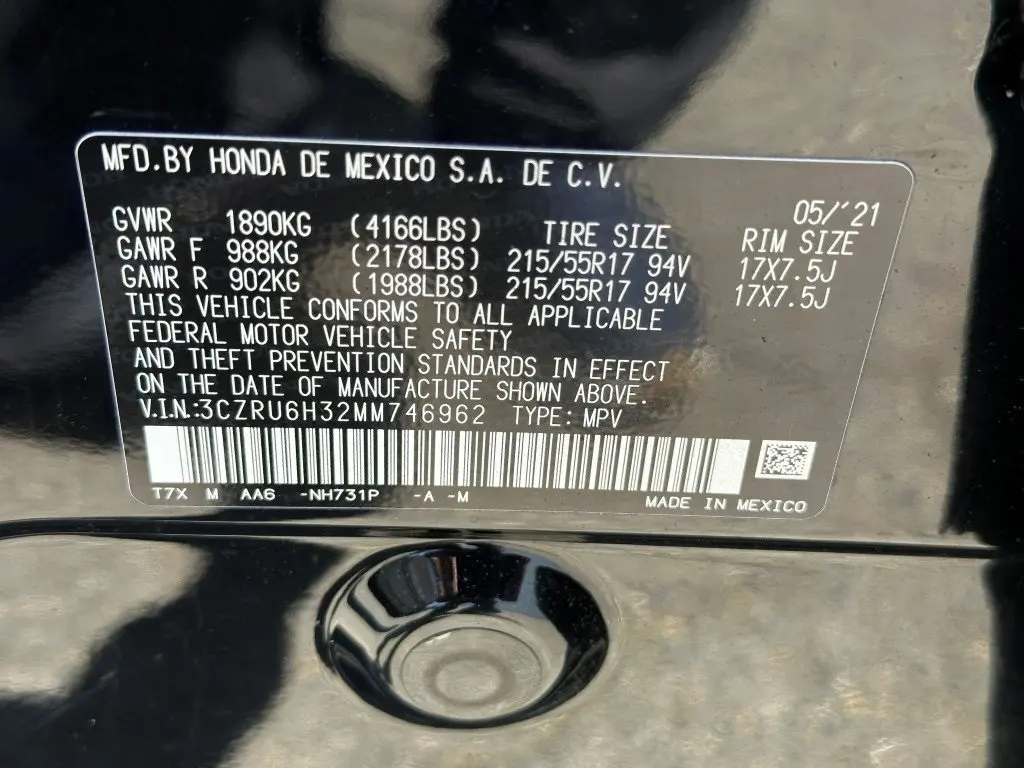 MFD.BY HONDA DE MEXICO S.A. DE C.V.
05/'21
GVWR 1890KG (4166LBS) TIRE SIZE RIM SIZE
GAWR F 988KG (2178LBS) 215/55R17 94V 17X7.5J
GAWR R 902KG (1988LBS) 215/55R17 94V 17X7.5J
THIS VEHICLE CONFORMS TO ALL APPLICABLE
FEDERAL MOTOR VEHICLE SAFETY
AND THEFT PREVENTION STANDARDS IN EFFECT
ON THE DATE OF MANUFACTURE SHOWN ABOVE.
V.I.N.:3CZRU6H32MM746962 TYPE: MPV
T7X M AA6 -NH731P -A -M MADE IN MEXICO